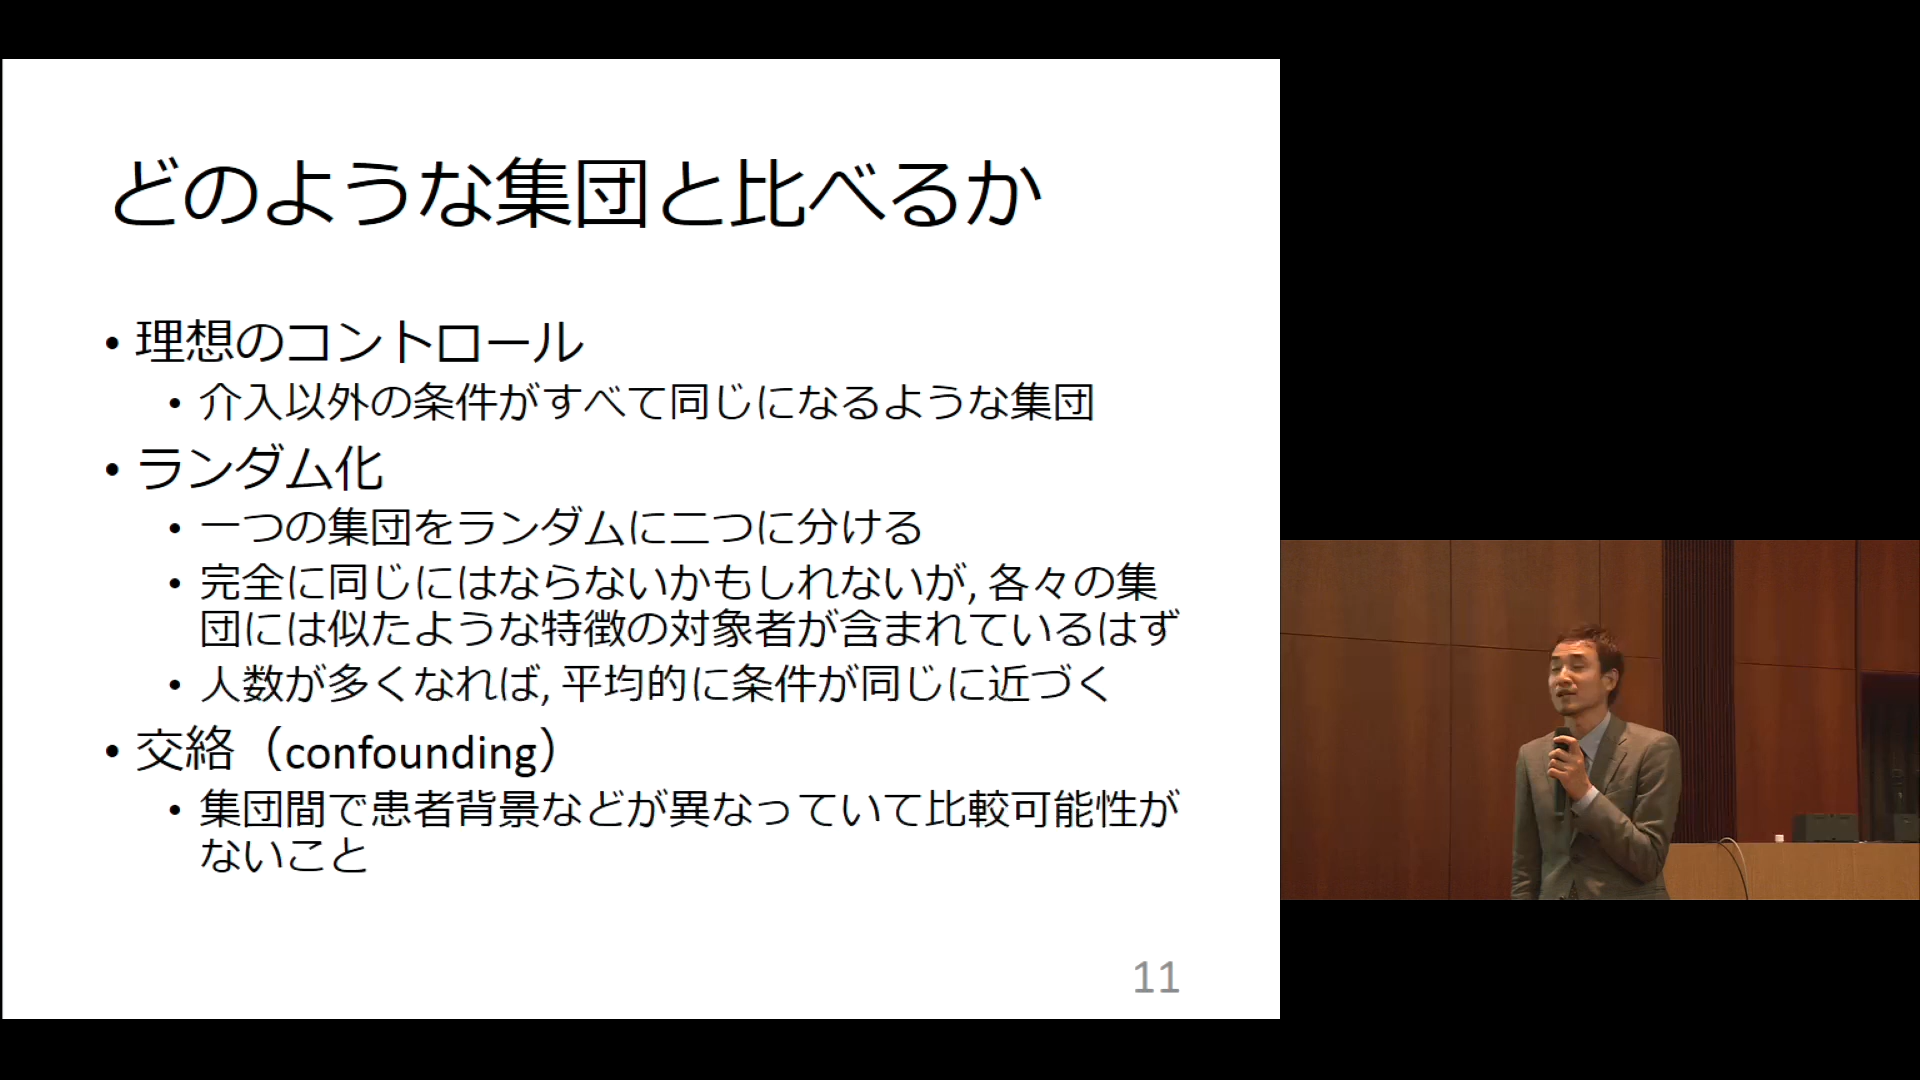 どのような集団と比べるか
• 理想のコントロール
• 介入以外の条件がすべて同じになるような集団
• ランダム化
• 一つの集団をランダムに二つに分ける
• 完全に同じにはならないかもしれないが, 各々の集
団には似たような特徴の対象者が含まれているはず
• 人数が多くなれば, 平均的に条件が同じに近づく
• 交絡（confounding）
• 集団間で患者背景などが異なっていて比較可能性が
ないこと
11